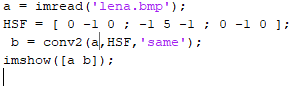 a = imread('lena.bmp');
HSF = [ 0 -1 0 ; -1 5 -1 ; 0 -1 0 ];
b = conv2(a,HSF,'same');
imshow([a b]);